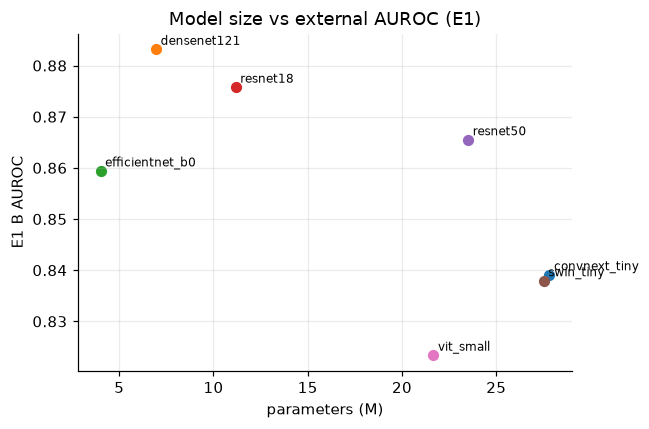 Model size vs external AUROC (E1)
densenet121
0.88
resnet18
0.87
resnet50
0.86
efficientnet_b0
E1 B AUROC
0.85
0.84
convnext_tiny
swin_tiny
0.83
vit_small
5 10 15 20 25
parameters (M)